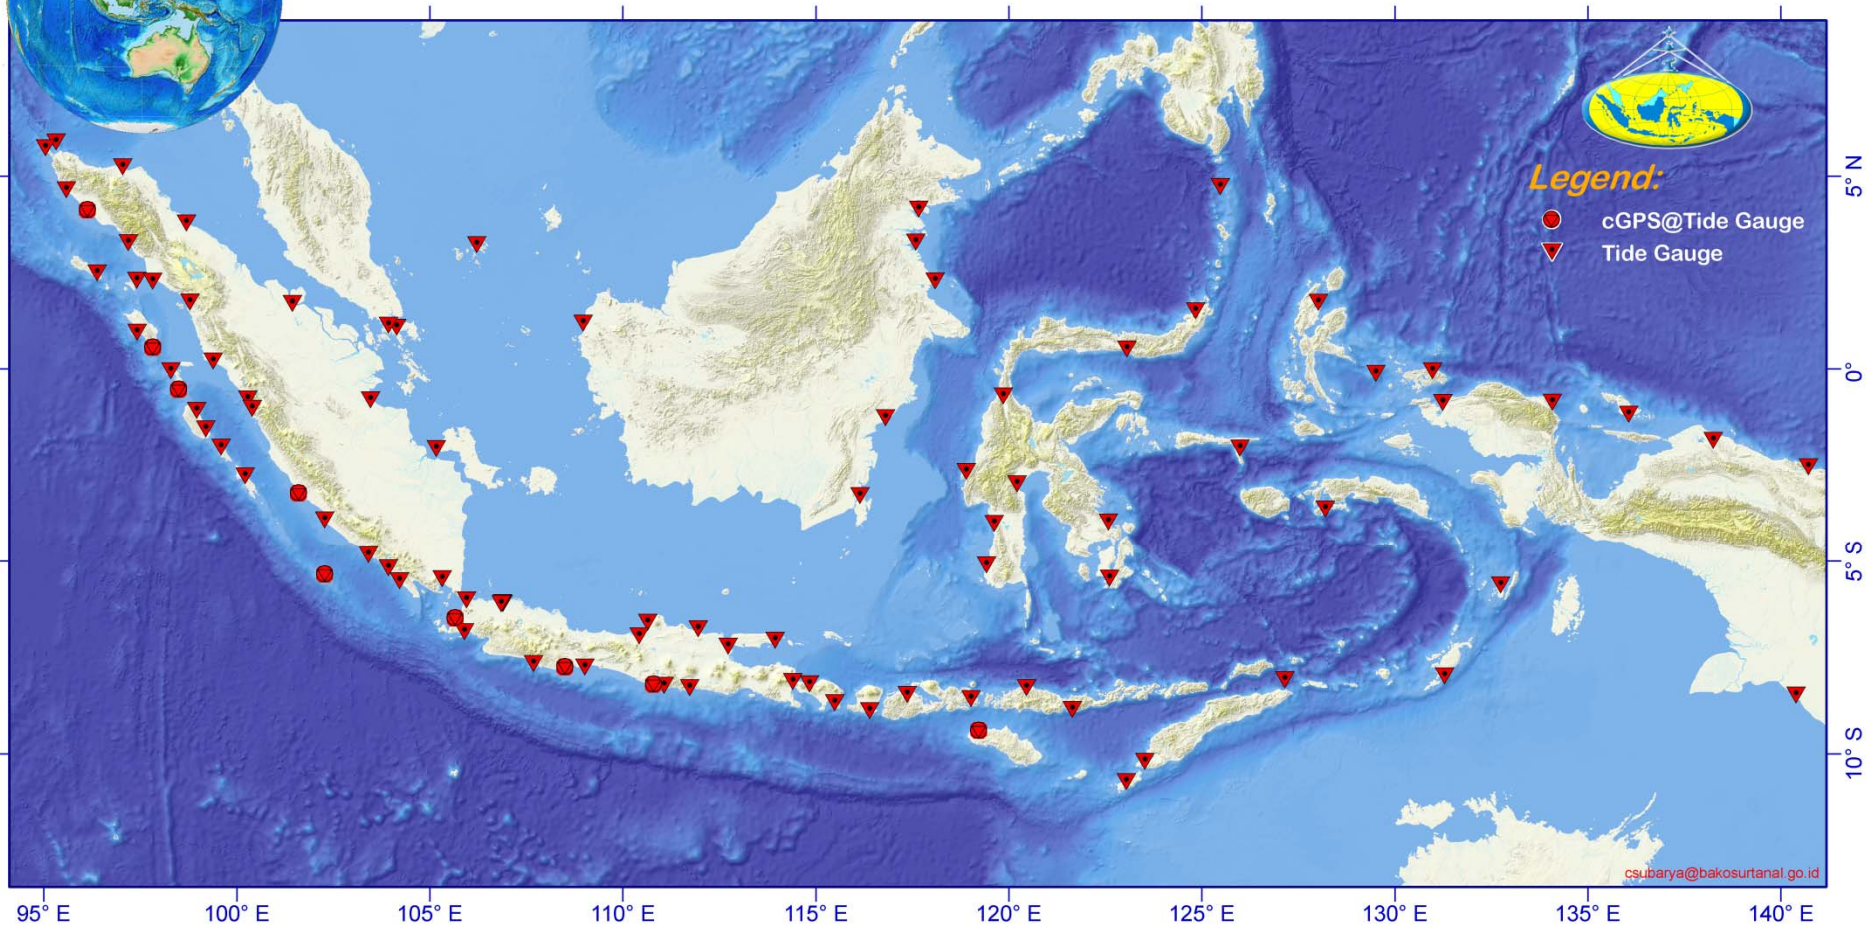 Legend:
cGPS@Tide Gauge
Tide Gauge
5° N
0°
5° S
10° S
csubarya@bakosurtanal.go.id
95° E 100° E 105° E 110° E 115° E 120° E 125° E 130° E 135° E 140° E